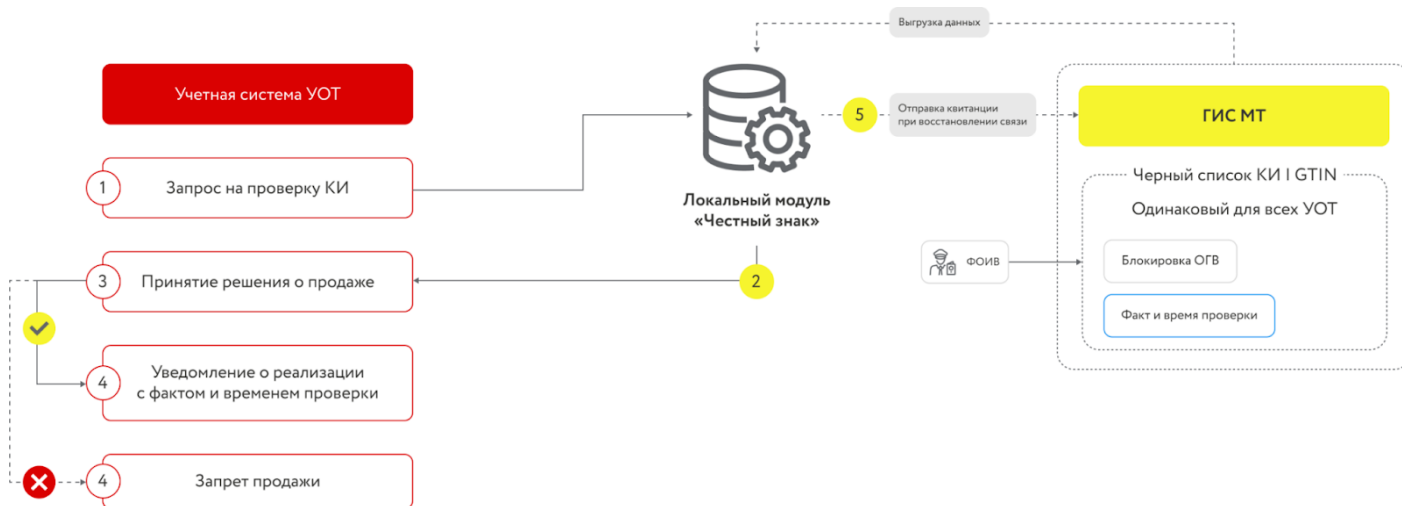 Выгрузка данных
Учетная система УОТ
5
Отправка квитанции
при восстановлении связи
ГИС МТ
1
Запрос на проверку КИ
Локальный модуль
«Честный знак»
Черный список КИ I GTIN
Одинаковый для всех УОТ
ФОИВ
Блокировка ОГВ
Факт и время проверки
2
3
Принятие решения о продаже
4
Уведомление о реализации
с фактом и временем проверки
4
Запрет продажи